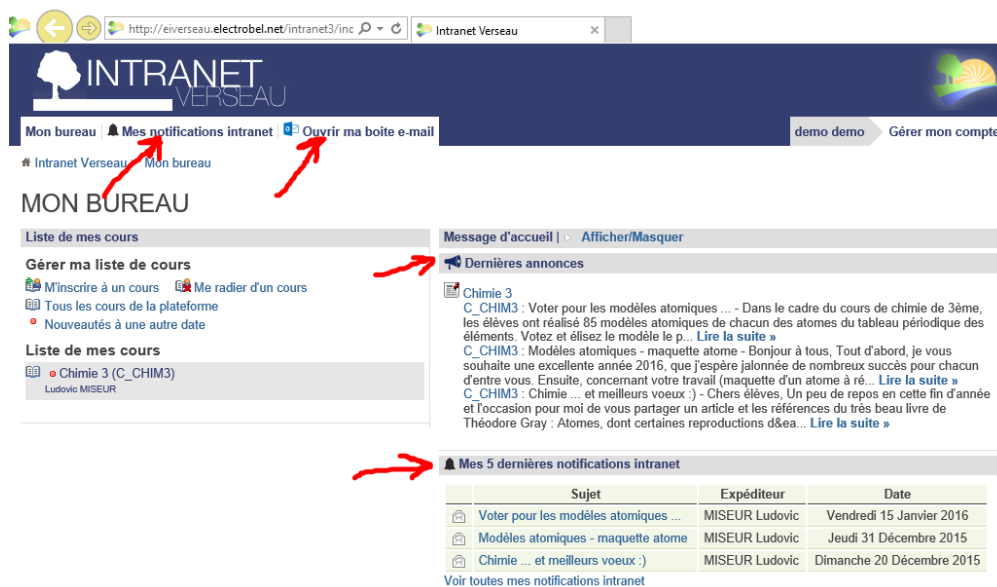 http://eiverseau.electrobel.net/intranet3/inc
Intranet Verseau
INTRANET
VERSEAU
Mon bureau Mes notifications intranet Ouvrir ma boite e-mail
demo demo Gérer mon compte
Intranet Verseau Mon bureau
MON BUREAU
Liste de mes cours
Gérer ma liste de cours
M'inscrire à un cours Me radier d'un cours
Tous les cours de la plateforme
Nouveautés à une autre date
Liste de mes cours
Chimie 3 (C_CHIM3)
Ludovic MISEUR
Message d'accueil | Afficher/Masquer
Dernières annonces
Chimie 3
C_CHIM3 : Voter pour les modèles atomiques ... - Dans le cadre du cours de chimie de 3ème,
les élèves ont réalisé 85 modèles atomiques de chacun des atomes du tableau périodique des
éléments. Votez et élisez le modèle le p... Lire la suite »
C_CHIM3 : Modèles atomiques - maquette atome - Bonjour à tous, Tout d'abord, je vous
souhaite une excellente année 2016, que j'espère jalonnée de nombreux succès pour chacun
d'entre vous. Ensuite, concernant votre travail (maquette d'un atome à ré... Lire la suite »
C_CHIM3 : Chimie ... et meilleurs voeux :) - Chers élèves, Un peu de repos en cette fin d'année
et l'occasion pour moi de vous partager un article et les références du très beau livre de
Théodore Gray : Atomes, dont certaines reproductions d&ea... Lire la suite »
Mes 5 dernières notifications intranet
Sujet Expéditeur Date
Voter pour les modèles atomiques ... MISEUR Ludovic Vendredi 15 Janvier 2016
Modèles atomiques - maquette atome MISEUR Ludovic Jeudi 31 Décembre 2015
Chimie ... et meilleurs voeux :) MISEUR Ludovic Dimanche 20 Décembre 2015
Voir toutes mes notifications intranet